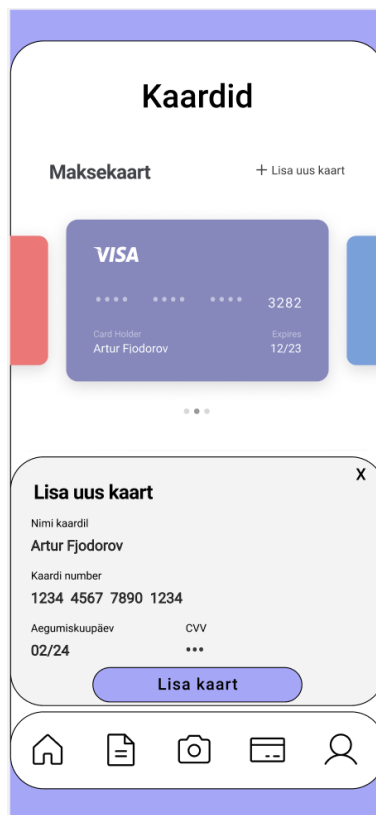 Kaardid
Maksekaart
+ Lisa uus kaart
VISA
•••• •••• •••• 3282
Card Holder Expires
Artur Fjodorov 12/23
X
Lisa uus kaart
Nimi kaardil
Artur Fjodorov
Kaardi number
1234 4567 7890 1234
Aegumiskuupäev CVV
02/24 •••
Lisa kaart